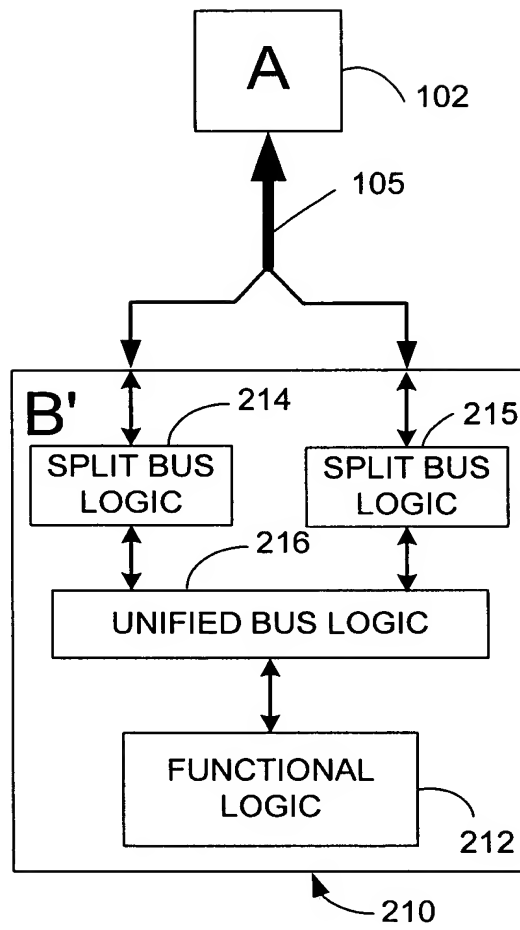 A
102
105
B'
214
215
SPLIT BUS
LOGIC
SPLIT BUS
LOGIC
216
UNIFIED BUS LOGIC
FUNCTIONAL
LOGIC
212
210